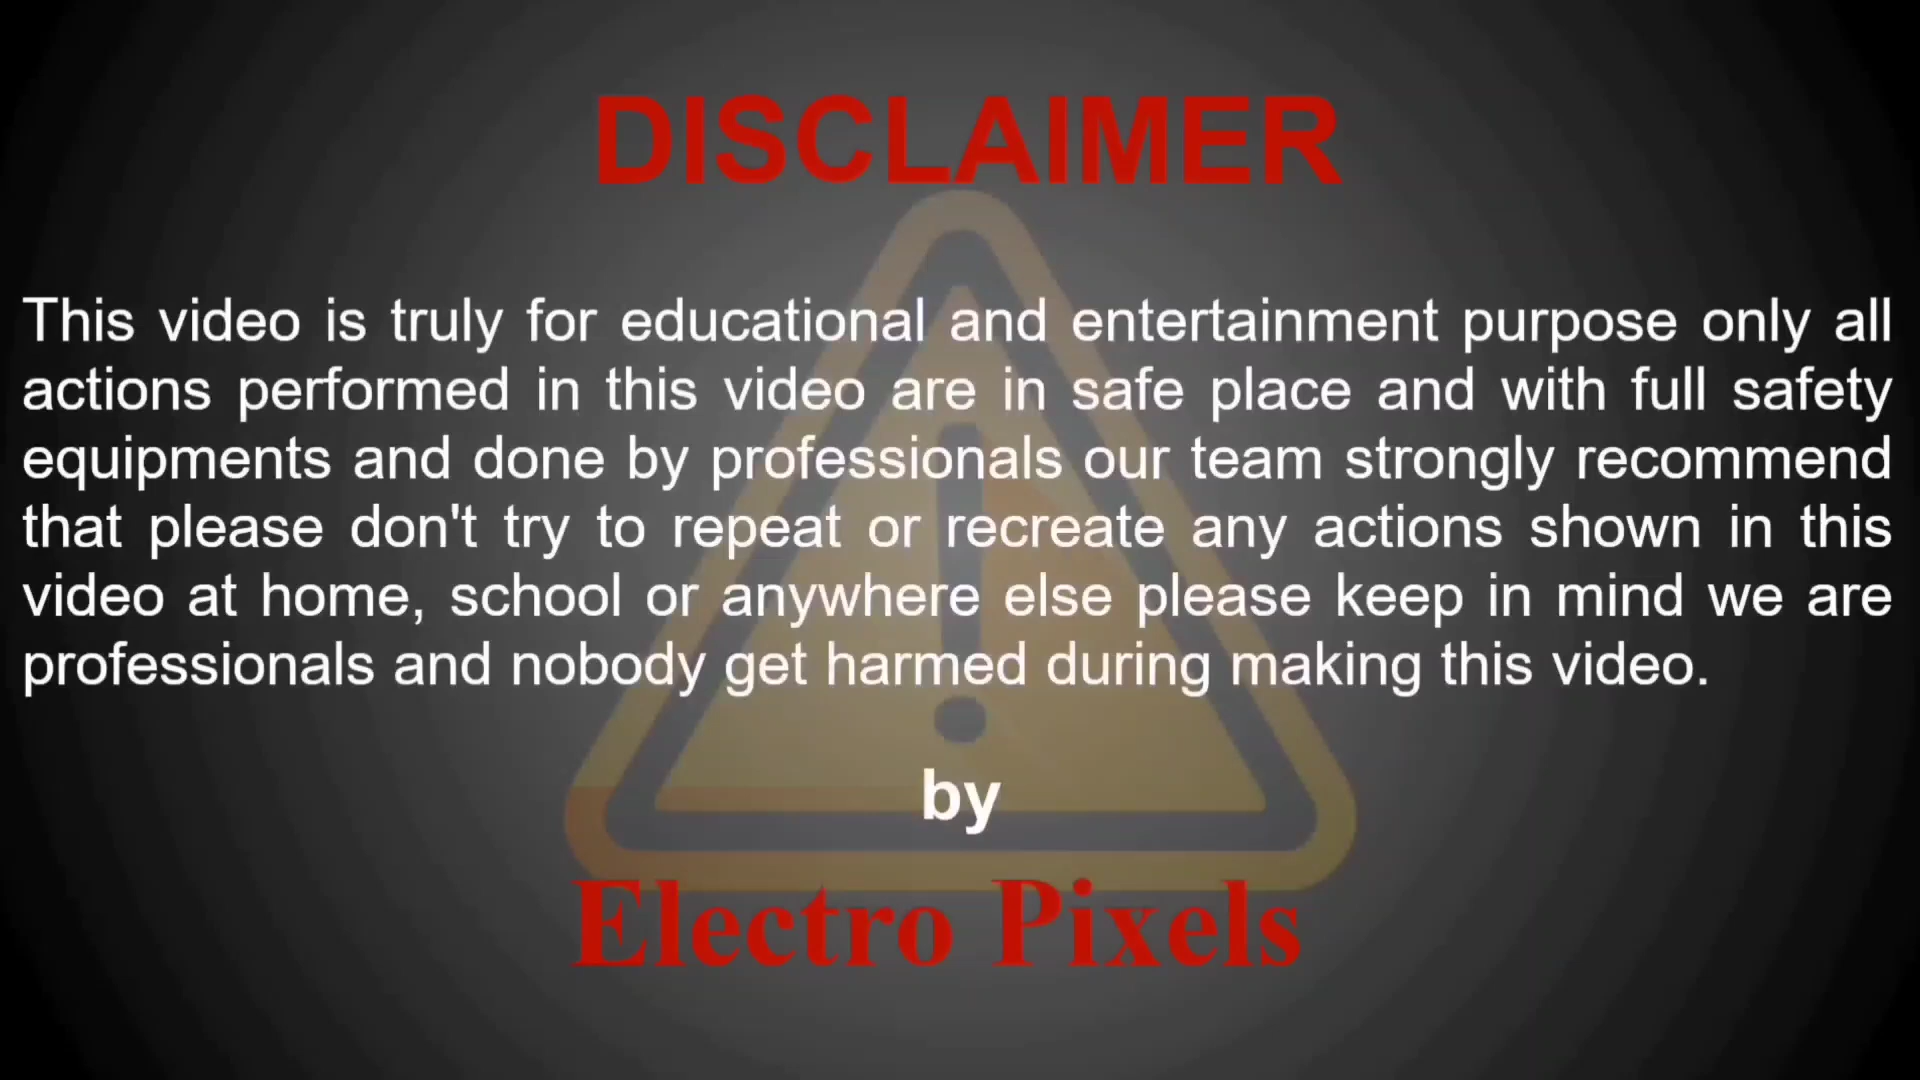 DISCLAIMER
This video is truly for educational and entertainment purpose only all
actions performed in this video are in safe place and with full safety
equipments and done by professionals our team strongly recommend
that please don't try to repeat or recreate any actions shown in this
video at home, school or anywhere else please keep in mind we are
professionals and nobody get harmed during making this video.
by
Electro Pixels